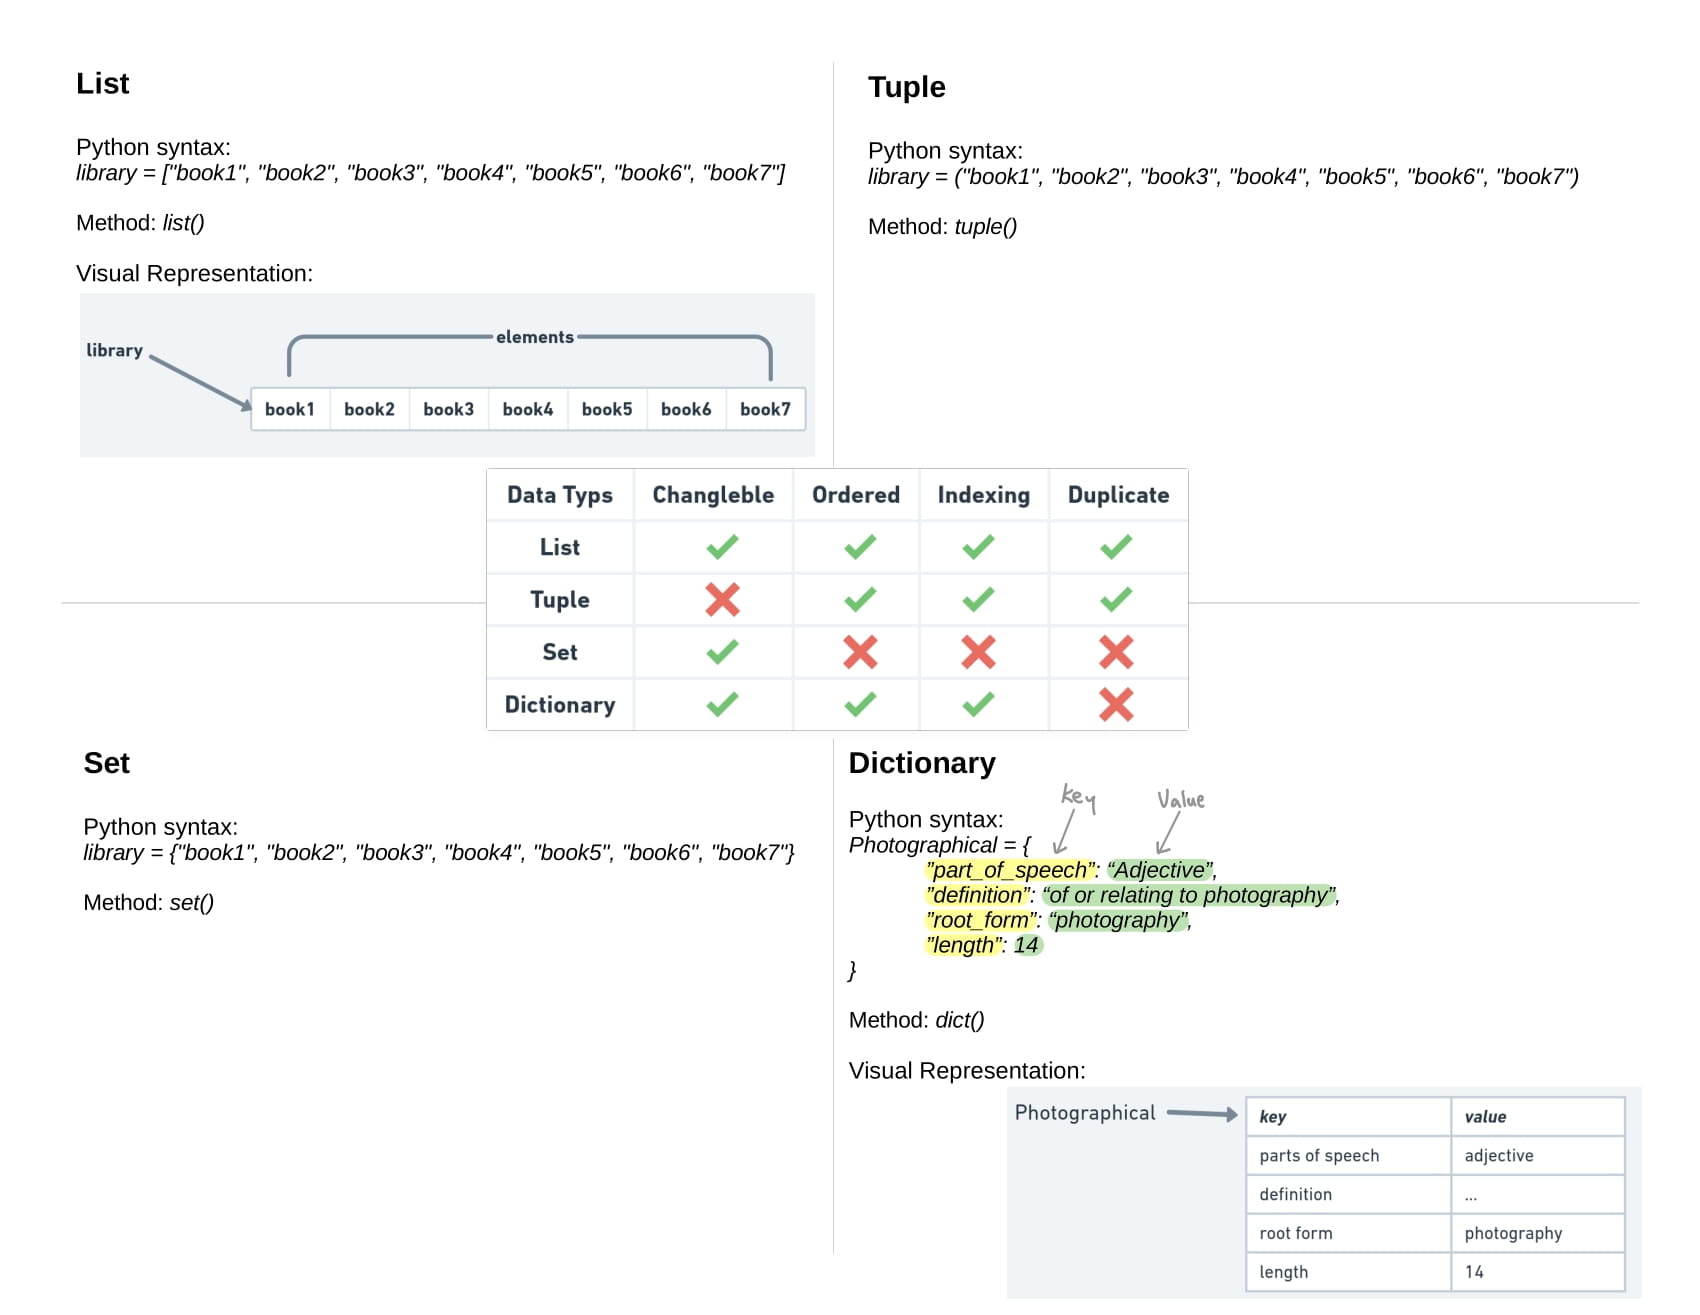 List
Python syntax:
library = ["book1", "book2", "book3", "book4", "book5", "book6", "book7"]
Method: list()
Visual Representation:
library
elements
book1 book2 book3 book4 book5 book6 book7
Tuple
Python syntax:
library = ("book1", "book2", "book3", "book4", "book5", "book6", "book7")
Method: tuple()
Data Typs Changleble Ordered Indexing Duplicate
List ✓ ✓ ✓ ✓
Tuple ✗ ✓ ✓ ✓
Set ✓ ✗ ✗ ✗
Dictionary ✓ ✓ ✓ ✗
Set
Python syntax:
library = {"book1", "book2", "book3", "book4", "book5", "book6", "book7"}
Method: set()
Dictionary
key Value
Python syntax:
Photographical = {
”part_of_speech”: “Adjective”,
”definition”: “of or relating to photography”,
”root_form”: “photography”,
”length”: 14
}
Method: dict()
Visual Representation:
Photographical
key value
parts of speech adjective
definition ...
root form photography
length 14